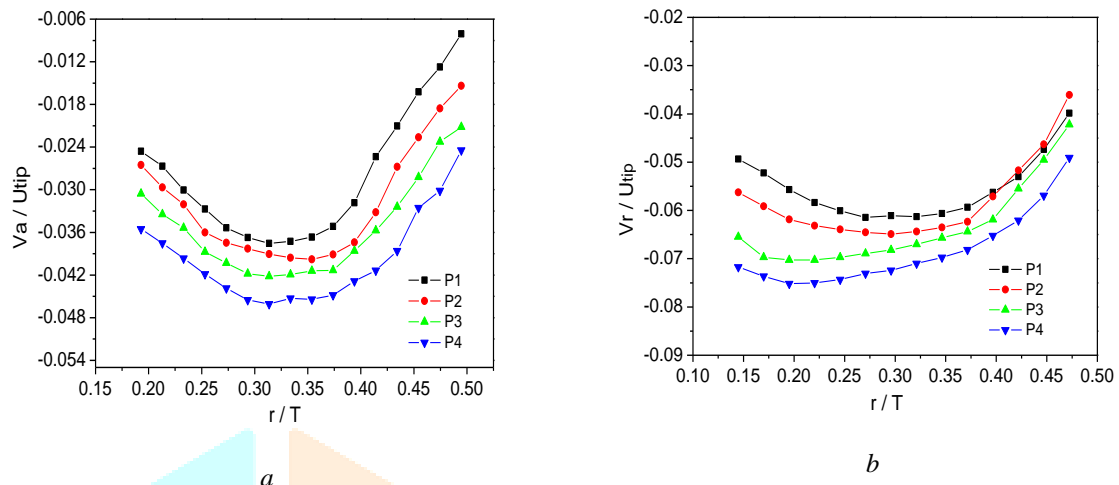 -0.006
-0.012
-0.018
-0.024
-0.030
-0.036
-0.042
-0.048
-0.054
Va / Utip
P1
P2
P3
P4
0.15 0.20 0.25 0.30 0.35 0.40 0.45 0.50
r / T
a
-0.02
-0.03
-0.04
-0.05
-0.06
-0.07
-0.08
-0.09
Vr / Utip
P1
P2
P3
P4
0.10 0.15 0.20 0.25 0.30 0.35 0.40 0.45 0.50
r / T
b